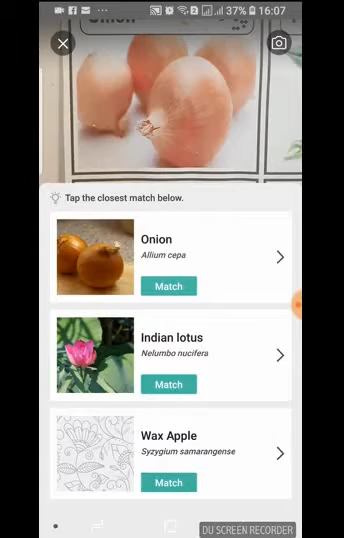 37% 16:07
Onion
Tap the closest match below.
Onion
Allium cepa
Match
Indian lotus
Nelumbo nucifera
Match
Wax Apple
Syzygium samarangense
Match
DU SCREEN RECORDER